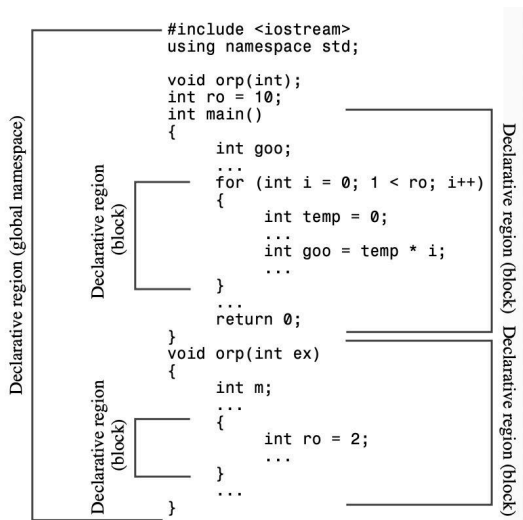 #include <iostream>
using namespace std;
void orp(int);
int ro = 10;
int main()
{
int goo;
...
for (int i = 0; 1 < ro; i++)
{
int temp = 0;
...
int goo = temp * i;
...
}
...
return 0;
}
void orp(int ex)
{
int m;
...
{
int ro = 2;
...
}
...
}
Declarative region (global namespace)
Declarative region
(block)
Declarative region
(block)
Declarative region (block)
Declarative region (block)